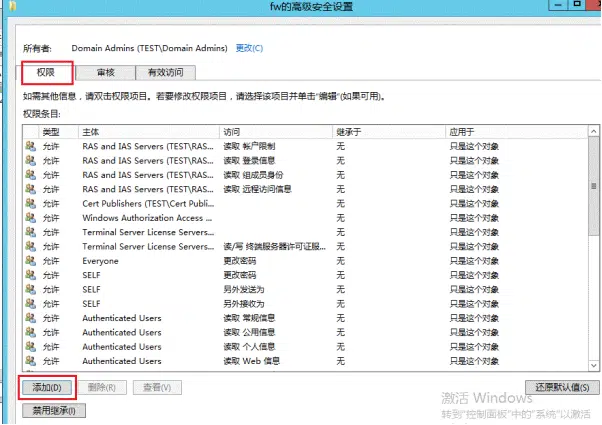 fw的高级安全设置
所有者: Domain Admins (TEST\Domain Admins) 更改(C)
权限 审核 有效访问
如需其他信息，请双击权限项目。若要修改权限项目，请选择该项目并单击"编辑"(如果可用)。
权限条目:
类型 主体 访问 继承于 应用于
允许 RAS and IAS Servers (TEST\RAS... 读取 帐户限制 无 只是这个对象
允许 RAS and IAS Servers (TEST\RAS... 读取 登录信息 无 只是这个对象
允许 RAS and IAS Servers (TEST\RAS... 读取 组成员身份 无 只是这个对象
允许 RAS and IAS Servers (TEST\RAS... 读取 远程访问信息 无 只是这个对象
允许 Cert Publishers (TEST\Cert Publi... 无 只是这个对象
允许 Windows Authorization Access ... 无 只是这个对象
允许 Terminal Server License Servers... 无 只是这个对象
允许 Terminal Server License Servers... 读/写 终端服务器许可证服... 无 只是这个对象
允许 Everyone 更改密码 无 只是这个对象
允许 SELF 更改密码 无 只是这个对象
允许 SELF 另外发送为 无 只是这个对象
允许 SELF 另外接收为 无 只是这个对象
允许 Authenticated Users 读取 常规信息 无 只是这个对象
允许 Authenticated Users 读取 公用信息 无 只是这个对象
允许 Authenticated Users 读取 个人信息 无 只是这个对象
允许 Authenticated Users 读取 Web 信息 无 只是这个对象
添加(D) 删除(R) 查看(V) 还原默认值(S)
禁用继承(I)
激活 Windows
转到"控制面板"中的"系统"以激活